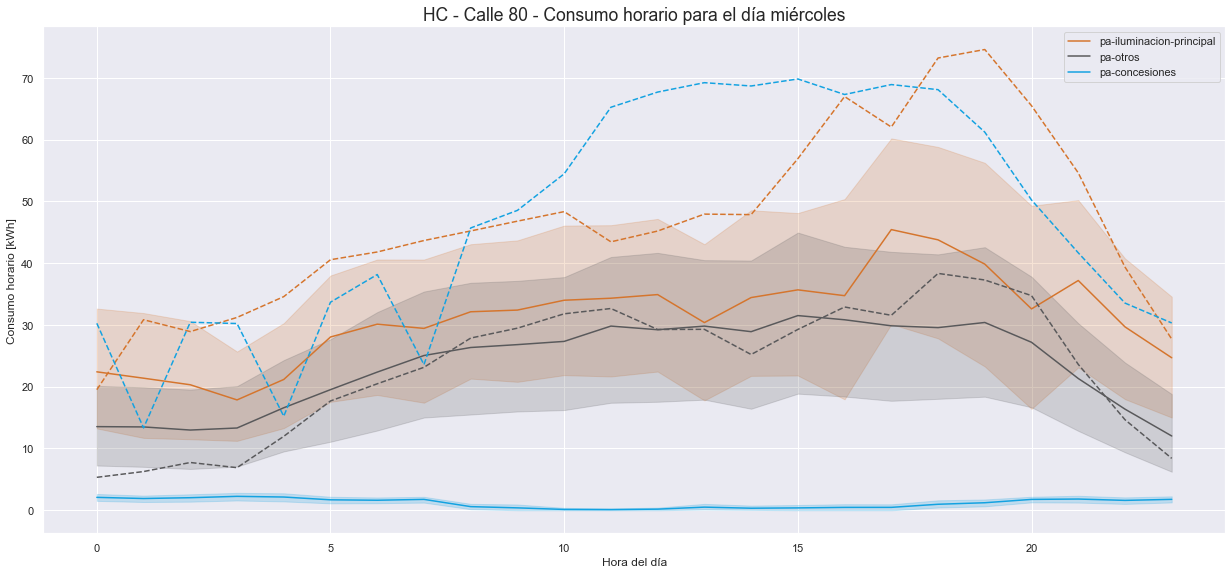 HC - Calle 80 - Consumo horario para el día miércoles
pa-iluminacion-principal
pa-otros
pa-concesiones
Consumo horario [kWh]
70
60
50
40
30
20
10
0
0 5 10 15 20
Hora del día